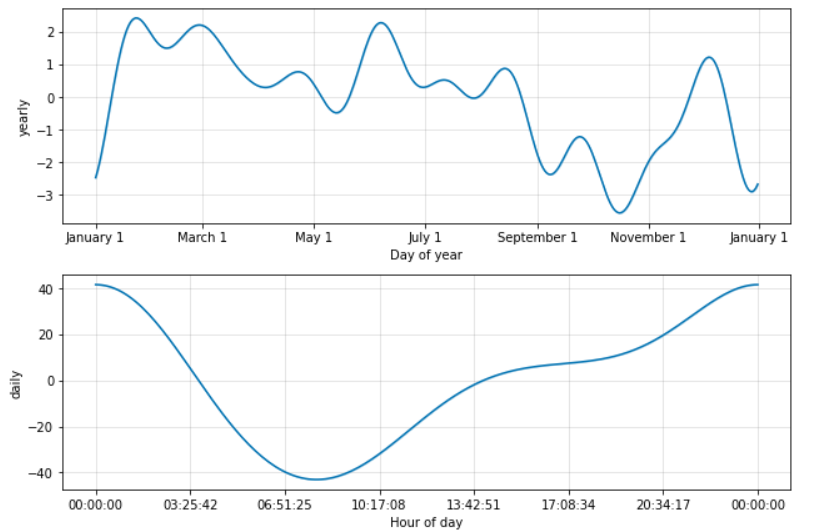 yearly
2
1
0
−1
−2
−3
January 1 March 1 May 1 July 1 September 1 November 1 January 1
Day of year
daily
40
20
0
−20
−40
00:00:00 03:25:42 06:51:25 10:17:08 13:42:51 17:08:34 20:34:17 00:00:00
Hour of day